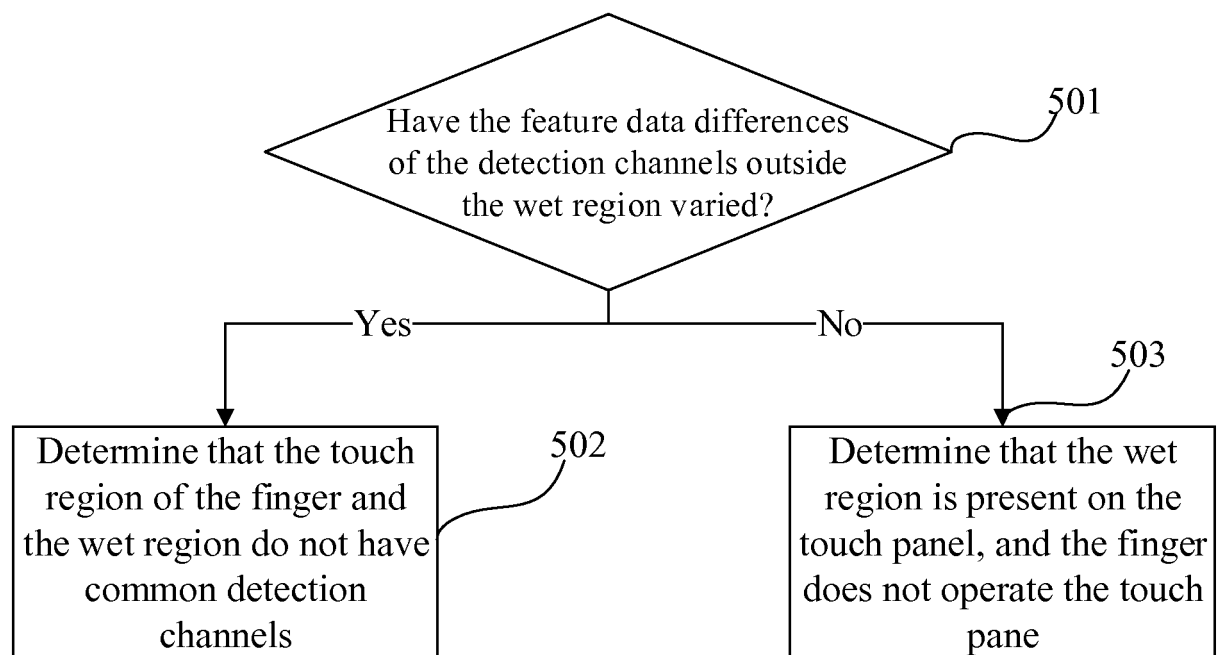 Have the feature data differences
of the detection channels outside
the wet region varied?
501
Yes
No
503
502
Determine that the touch
region of the finger and
the wet region do not have
common detection
channels
Determine that the wet
region is present on the
touch panel, and the finger
does not operate the touch
pane